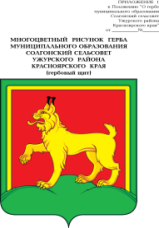 ПРИЛОЖЕНИЕ 1
к Положению "О гербе
муниципального образования
Солгонский сельсовет
Ужурского района
Красноярского края"
от
МНОГОЦВЕТНЫЙ РИСУНОК ГЕРБА
МУНИЦИПАЛЬНОГО ОБРАЗОВАНИЯ
СОЛГОНСКИЙ СЕЛЬСОВЕТ
УЖУРСКОГО РАЙОНА
КРАСНОЯРСКОГО КРАЯ
(гербовый щит)